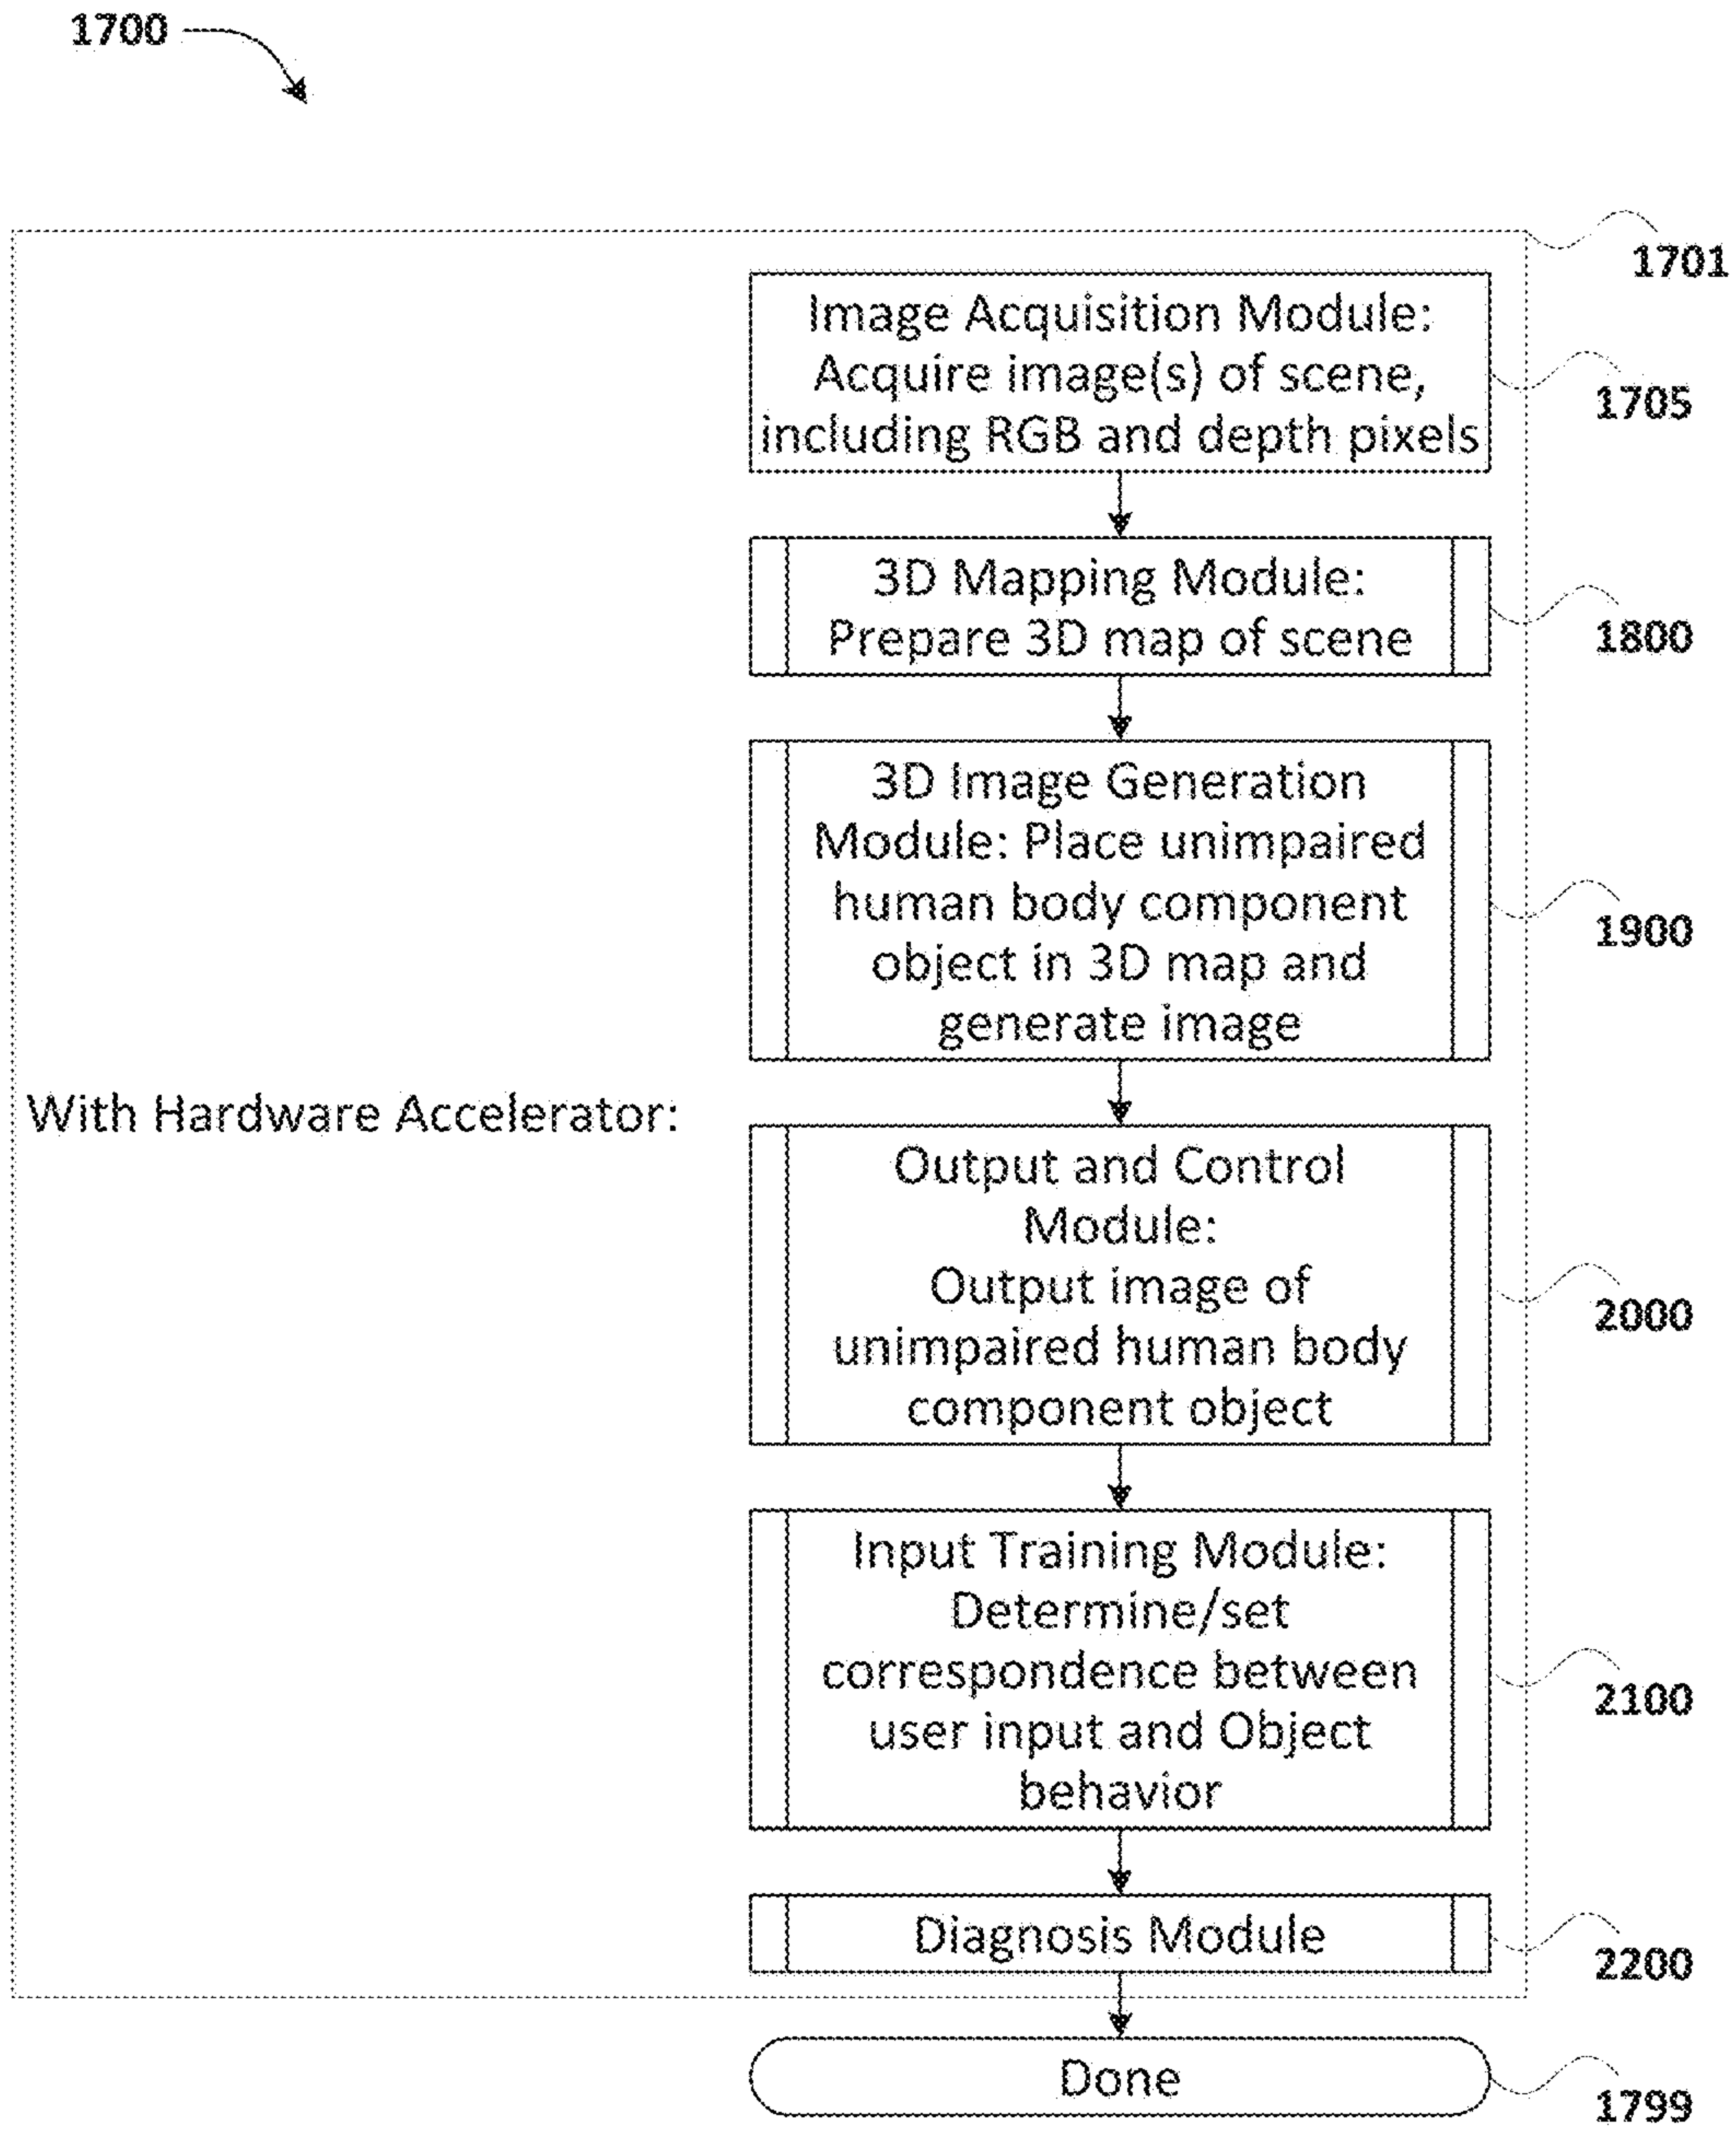 1700
1701
Image Acquisition Module:
Acquire image(s) of scene,
including RGB and depth pixels
1705
3D Mapping Module:
Prepare 3D map of scene
1800
3D Image Generation
Module: Place unimpaired
human body component
object in 3D map and
generate image
1900
With Hardware Accelerator:
Output and Control
Module:
Output image of
unimpaired human body
component object
2000
Input Training Module:
Determine/set
correspondence between
user input and Object
behavior
2100
Diagnosis Module
2200
Done
1799